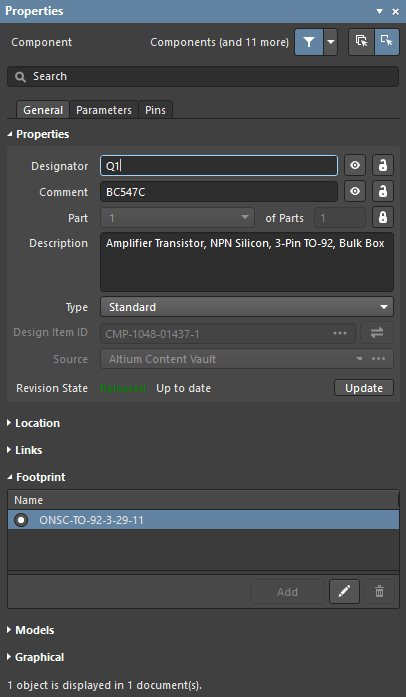 Properties
Component Components (and 11 more)
Search
General Parameters Pins
Properties
Designator Q1
Comment BC547C
Part 1 of Parts 1
Description Amplifier Transistor, NPN Silicon, 3-Pin TO-92, Bulk Box
Type Standard
Design Item ID CMP-1048-01437-1
Source Altium Content Vault
Revision State Released Up to date Update
Location
Links
Footprint
Name
ONSC-TO-92-3-29-11
Add
Models
Graphical
1 object is displayed in 1 document(s).